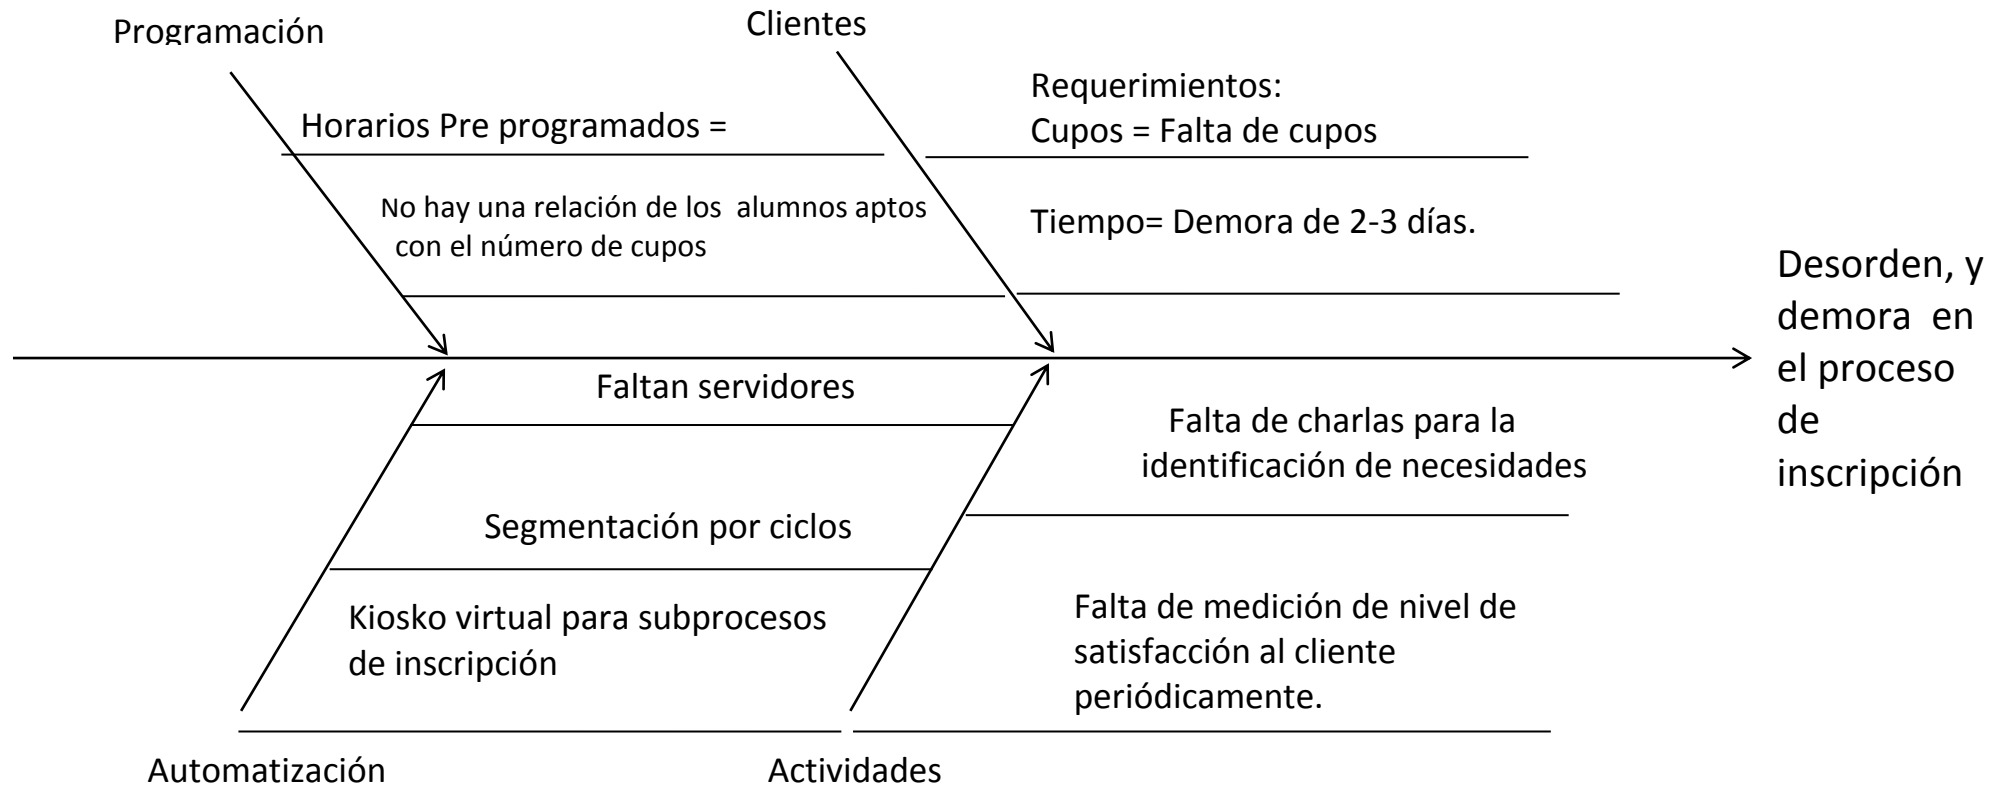 Programación
Clientes
Horarios Pre programados =
Requerimientos:
Cupos = Falta de cupos
No hay una relación de los  alumnos aptos
con el número de cupos
Tiempo= Demora de 2-3 días.
Desorden, y
demora  en
el proceso
de
inscripción
Faltan servidores
Falta de charlas para la
identificación de necesidades
Segmentación por ciclos
Kiosko virtual para subprocesos
de inscripción
Falta de medición de nivel de
satisfacción al cliente
periódicamente.
Automatización
Actividades